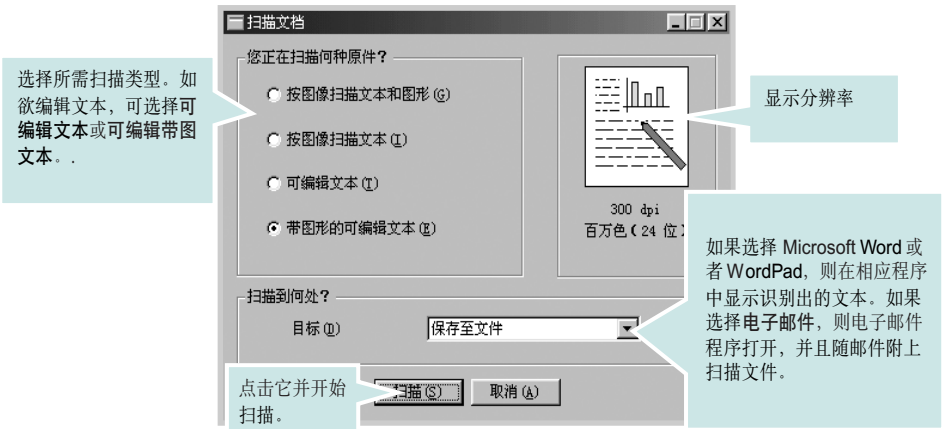 扫描文档
您正在扫描何种原件?
按图像扫描文本和图形(G)
按图像扫描文本(I)
可编辑文本(T)
带图形的可编辑文本(E)
300 dpi
百万色(24 位)
扫描到何处?
目标(D)
保存至文件
扫描(S)
取消(A)
选择所需扫描类型。如
欲编辑文本，可选择可
编辑文本或可编辑带图
文本。.
显示分辨率
如果选择 Microsoft Word 或
者 WordPad，则在相应程序
中显示识别出的文本。如果
选择电子邮件，则电子邮件
程序打开，并且随邮件附上
扫描文件。
点击它并开始
扫描。